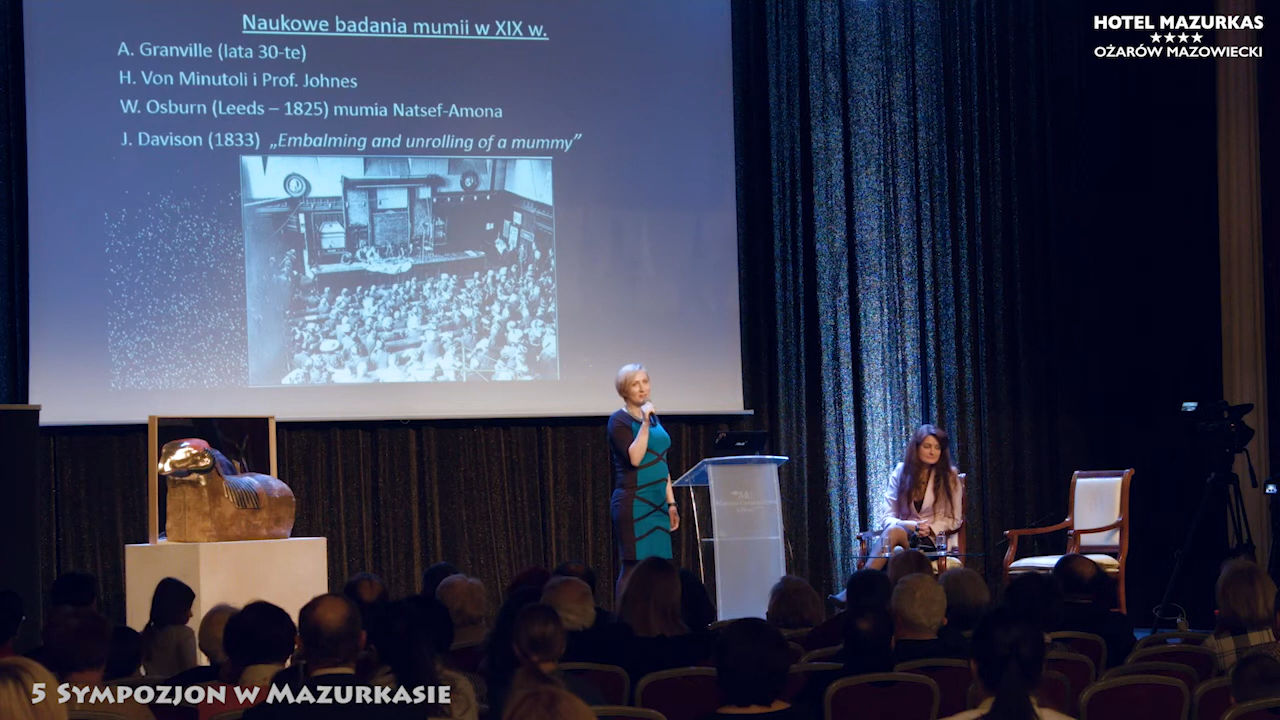 Naukowe badania mumii w XIX w.
A. Granville (lata 30-te)
H. Von Minutoli i Prof. Johnes
W. Osburn (Leeds – 1825) mumia Natsef-Amona
J. Davison (1833) „Embalming and unrolling of a mummy”
HOTEL MAZURKAS
★★★★
OŻARÓW MAZOWIECKI
5 Sympozjon w Mazurkasie